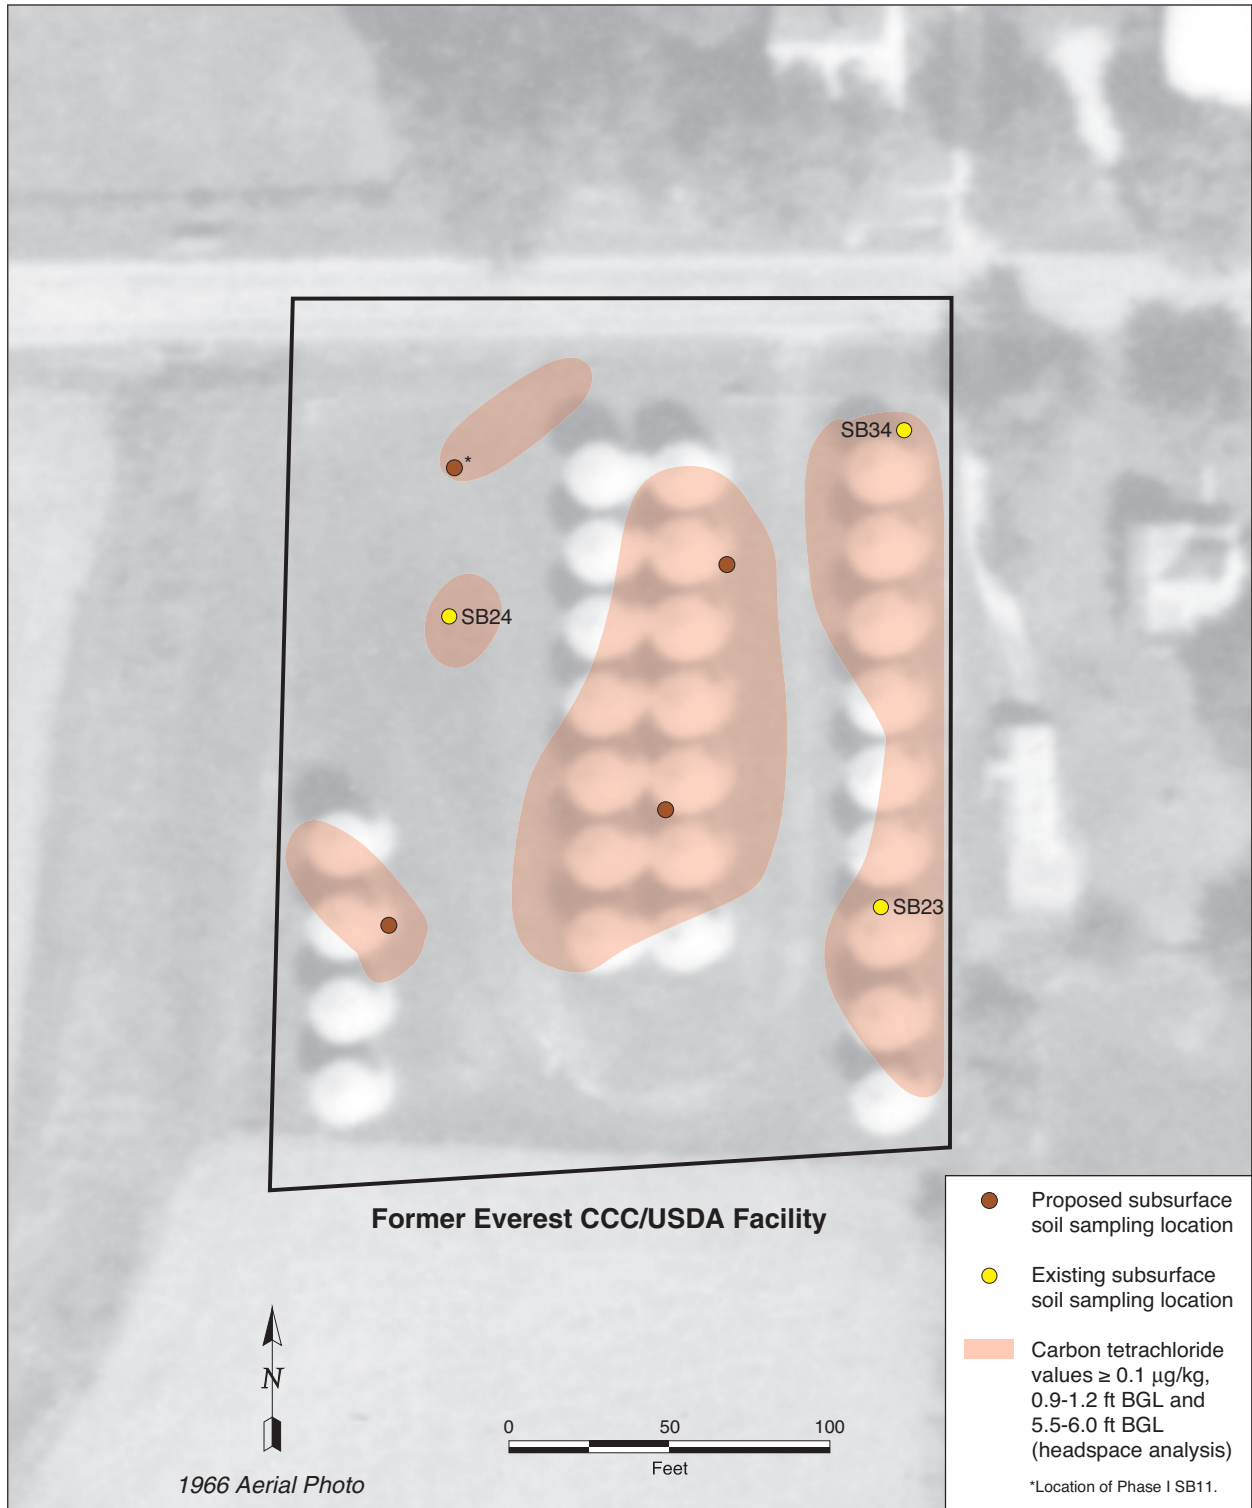 SB34
*
SB24
SB23
Former Everest CCC/USDA Facility
Proposed subsurface
soil sampling location
Existing subsurface
soil sampling location
Carbon tetrachloride
values ≥ 0.1 µg/kg,
0.9-1.2 ft BGL and
5.5-6.0 ft BGL
(headspace analysis)
*Location of Phase I SB11.
N
0 50 100
Feet
1966 Aerial Photo